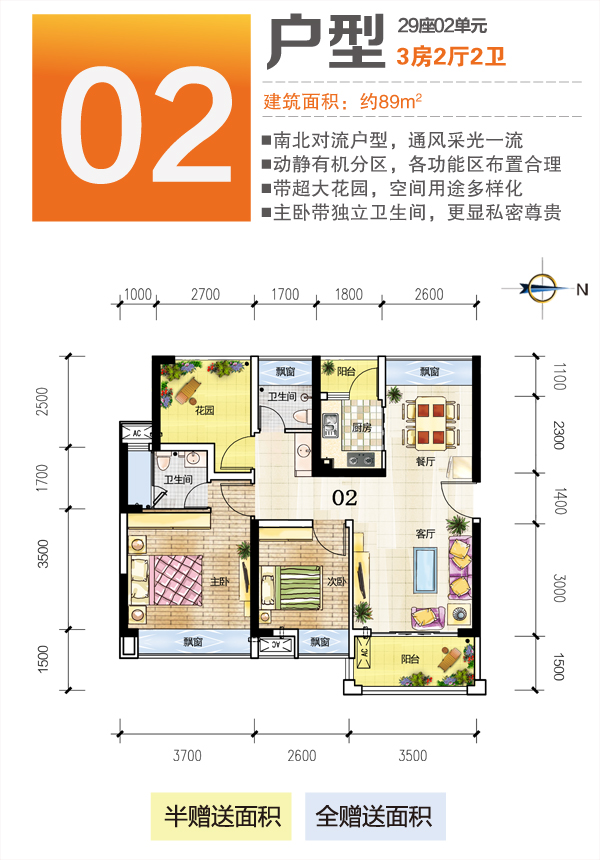 02
户型
29座02单元
3房2厅2卫
建筑面积：约89m²
■南北对流户型，通风采光一流
■动静有机分区，各功能区布置合理
■带超大花园，空间用途多样化
■主卧带独立卫生间，更显私密尊贵
N
1000 2700 1700 1800 2600
2500
1700
3500
1500
1100
2300
1400
3000
1500
飘窗
阳台
飘窗
花园
卫生间
厨房
AC
餐厅
卫生间
02
客厅
主卧
次卧
飘窗
AC
飘窗
AC
阳台
3700 2600 3500
半赠送面积
全赠送面积